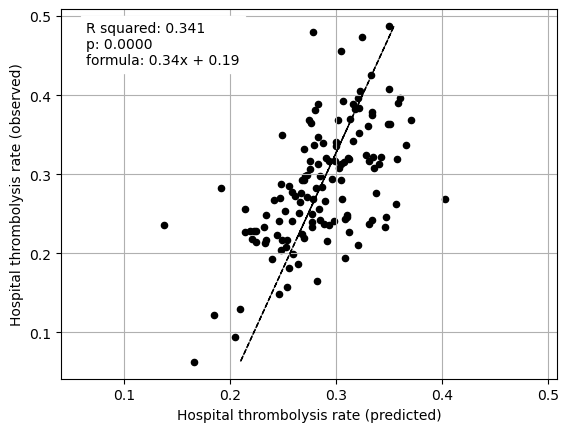 R squared: 0.341
p: 0.0000
formula: 0.34x + 0.19
0.5
0.4
0.3
0.2
0.1
Hospital thrombolysis rate (observed)
0.1 0.2 0.3 0.4 0.5
Hospital thrombolysis rate (predicted)